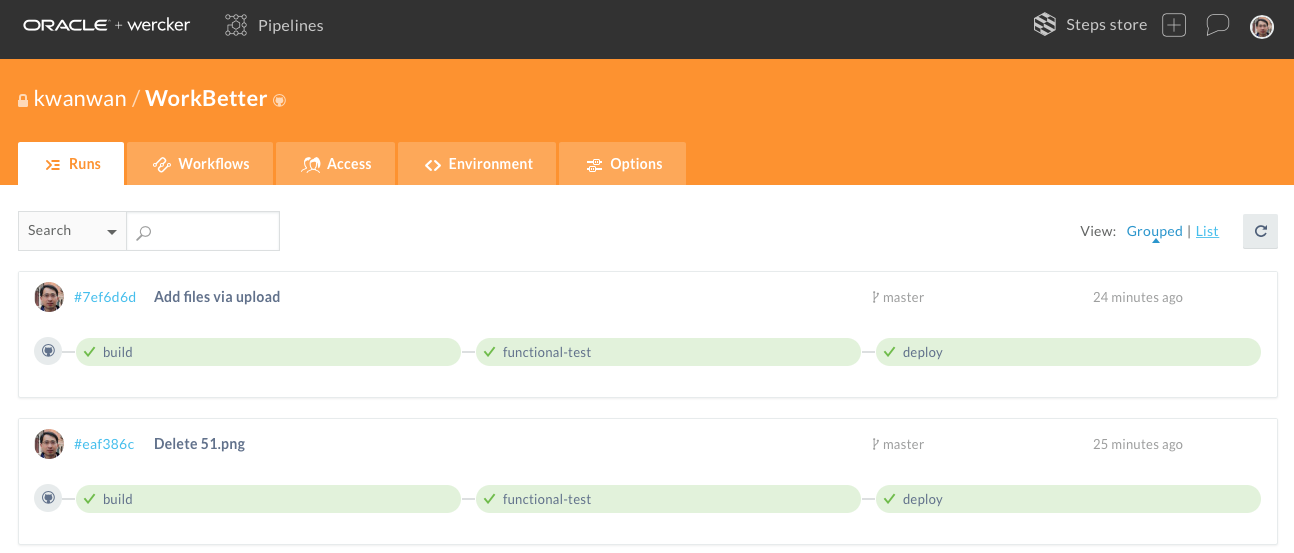 ORACLE + wercker Pipelines Steps store
kwanwan / WorkBetter
Runs Workflows Access Environment Options
Search View: Grouped | List
#7ef6d6d Add files via upload master 24 minutes ago
build functional-test deploy
#eaf386c Delete 51.png master 25 minutes ago
build functional-test deploy